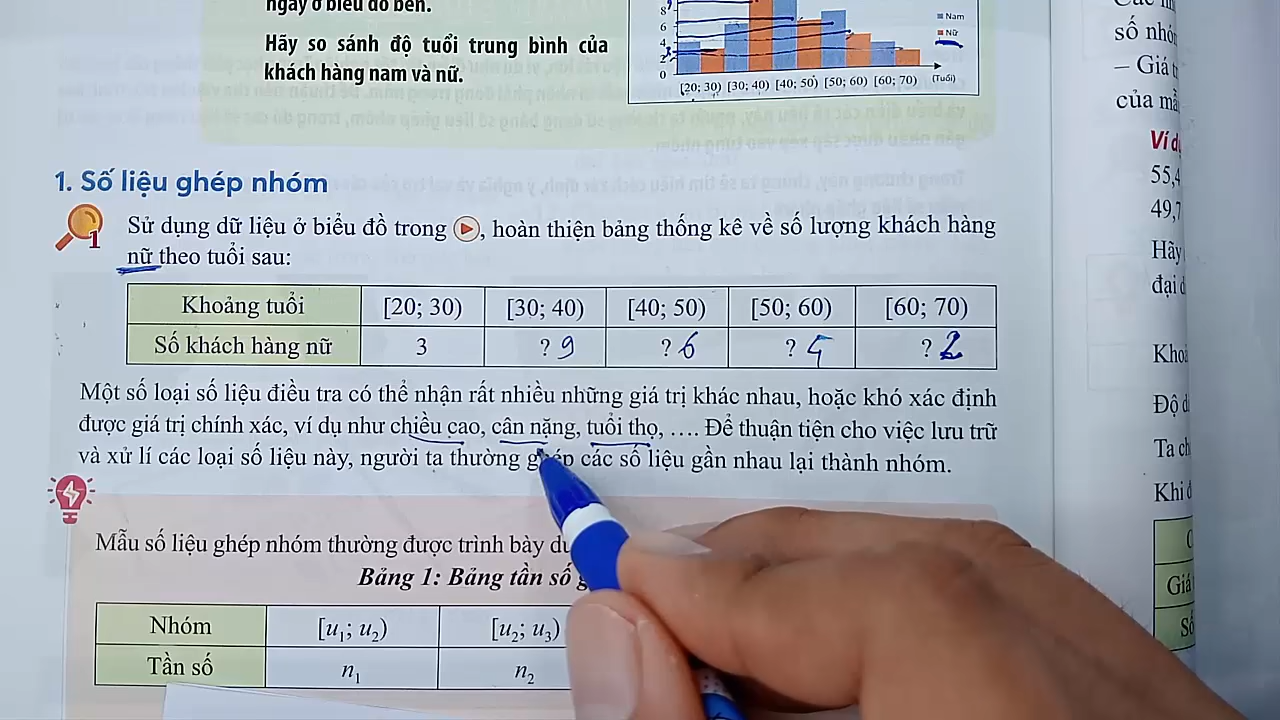 ngay ở biểu đồ bên.
Hãy so sánh độ tuổi trung bình của
khách hàng nam và nữ.
8
6
4
2
0
[20; 30) [30; 40) [40; 50) [50; 60) [60; 70) (Tuổi)
Nam
Nữ
1. Số liệu ghép nhóm
1
Sử dụng dữ liệu ở biểu đồ trong , hoàn thiện bảng thống kê về số lượng khách hàng
nữ theo tuổi sau:
Khoảng tuổi [20; 30) [30; 40) [40; 50) [50; 60) [60; 70)
Số khách hàng nữ 3 ? 9 ? 6 ? 4 ? 2
Một số loại số liệu điều tra có thể nhận rất nhiều những giá trị khác nhau, hoặc khó xác định
được giá trị chính xác, ví dụ như chiều cao, cân nặng, tuổi thọ, …. Để thuận tiện cho việc lưu trữ
và xử lí các loại số liệu này, người ta thường ghép các số liệu gần nhau lại thành nhóm.
Mẫu số liệu ghép nhóm thường được trình bày
Bảng 1: Bảng tần số
Nhóm [u₁; u₂) [u₂; u₃)
Tần số n₁ n₂
số
– Giá
của
Ví
55,4
49,7
Hãy
đại
Khoả
Độ
Ta
Khi
Giá
Số